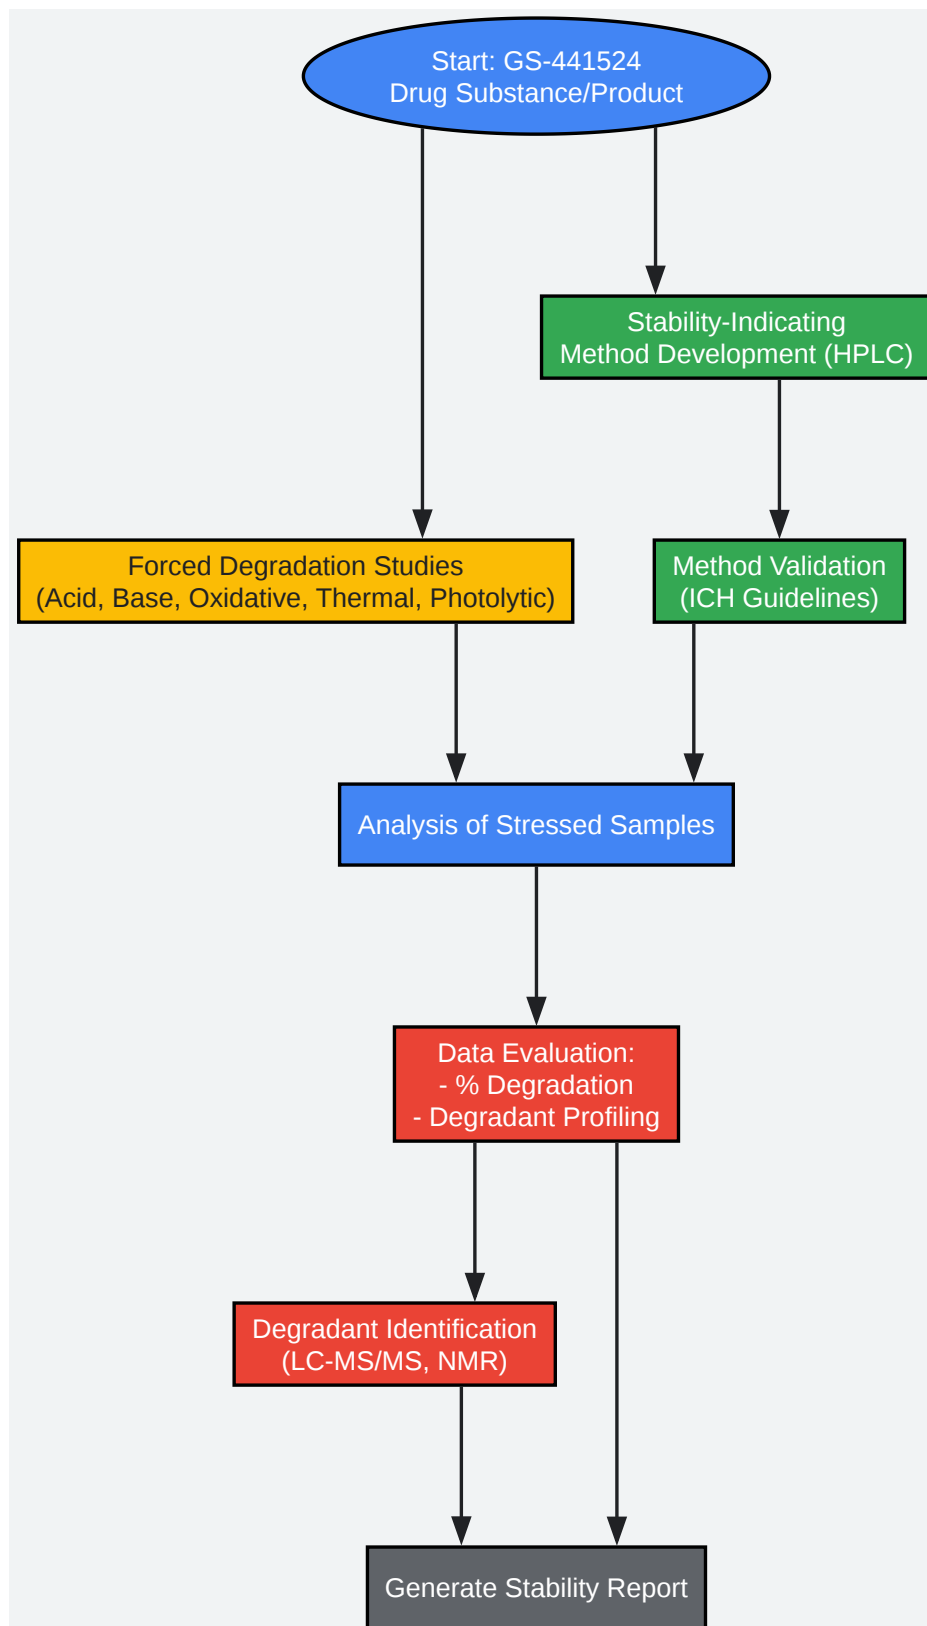 Start: GS-441524
Drug Substance/Product
Stability-Indicating
Method Development (HPLC)
Forced Degradation Studies
(Acid, Base, Oxidative, Thermal, Photolytic)
Method Validation
(ICH Guidelines)
Analysis of Stressed Samples
Data Evaluation:
- % Degradation
- Degradant Profiling
Degradant Identification
(LC-MS/MS, NMR)
Generate Stability Report